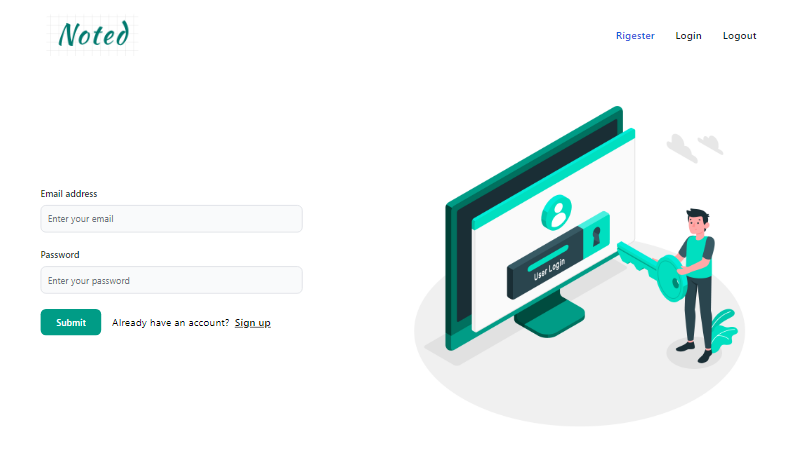 Noted
Rigester Login Logout
Email address
Enter your email
Password
Enter your password
Submit Already have an account? Sign up
User Login